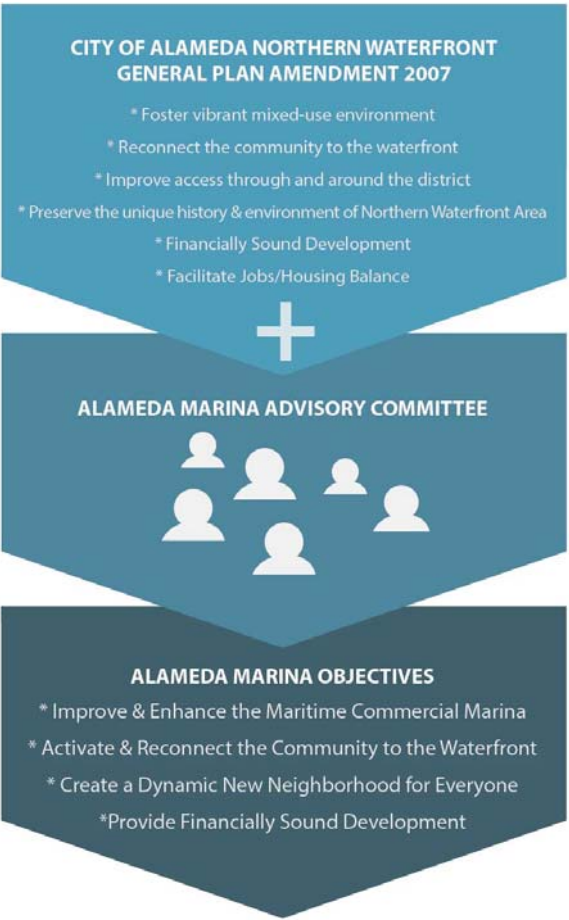 CITY OF ALAMEDA NORTHERN WATERFRONT
GENERAL PLAN AMENDMENT 2007
* Foster vibrant mixed-use environment
* Reconnect the community to the waterfront
* Improve access through and around the district
* Preserve the unique history & environment of Northern Waterfront Area
* Financially Sound Development
* Facilitate Jobs/Housing Balance
+
ALAMEDA MARINA ADVISORY COMMITTEE
ALAMEDA MARINA OBJECTIVES
* Improve & Enhance the Maritime Commercial Marina
* Activate & Reconnect the Community to the Waterfront
* Create a Dynamic New Neighborhood for Everyone
*Provide Financially Sound Development